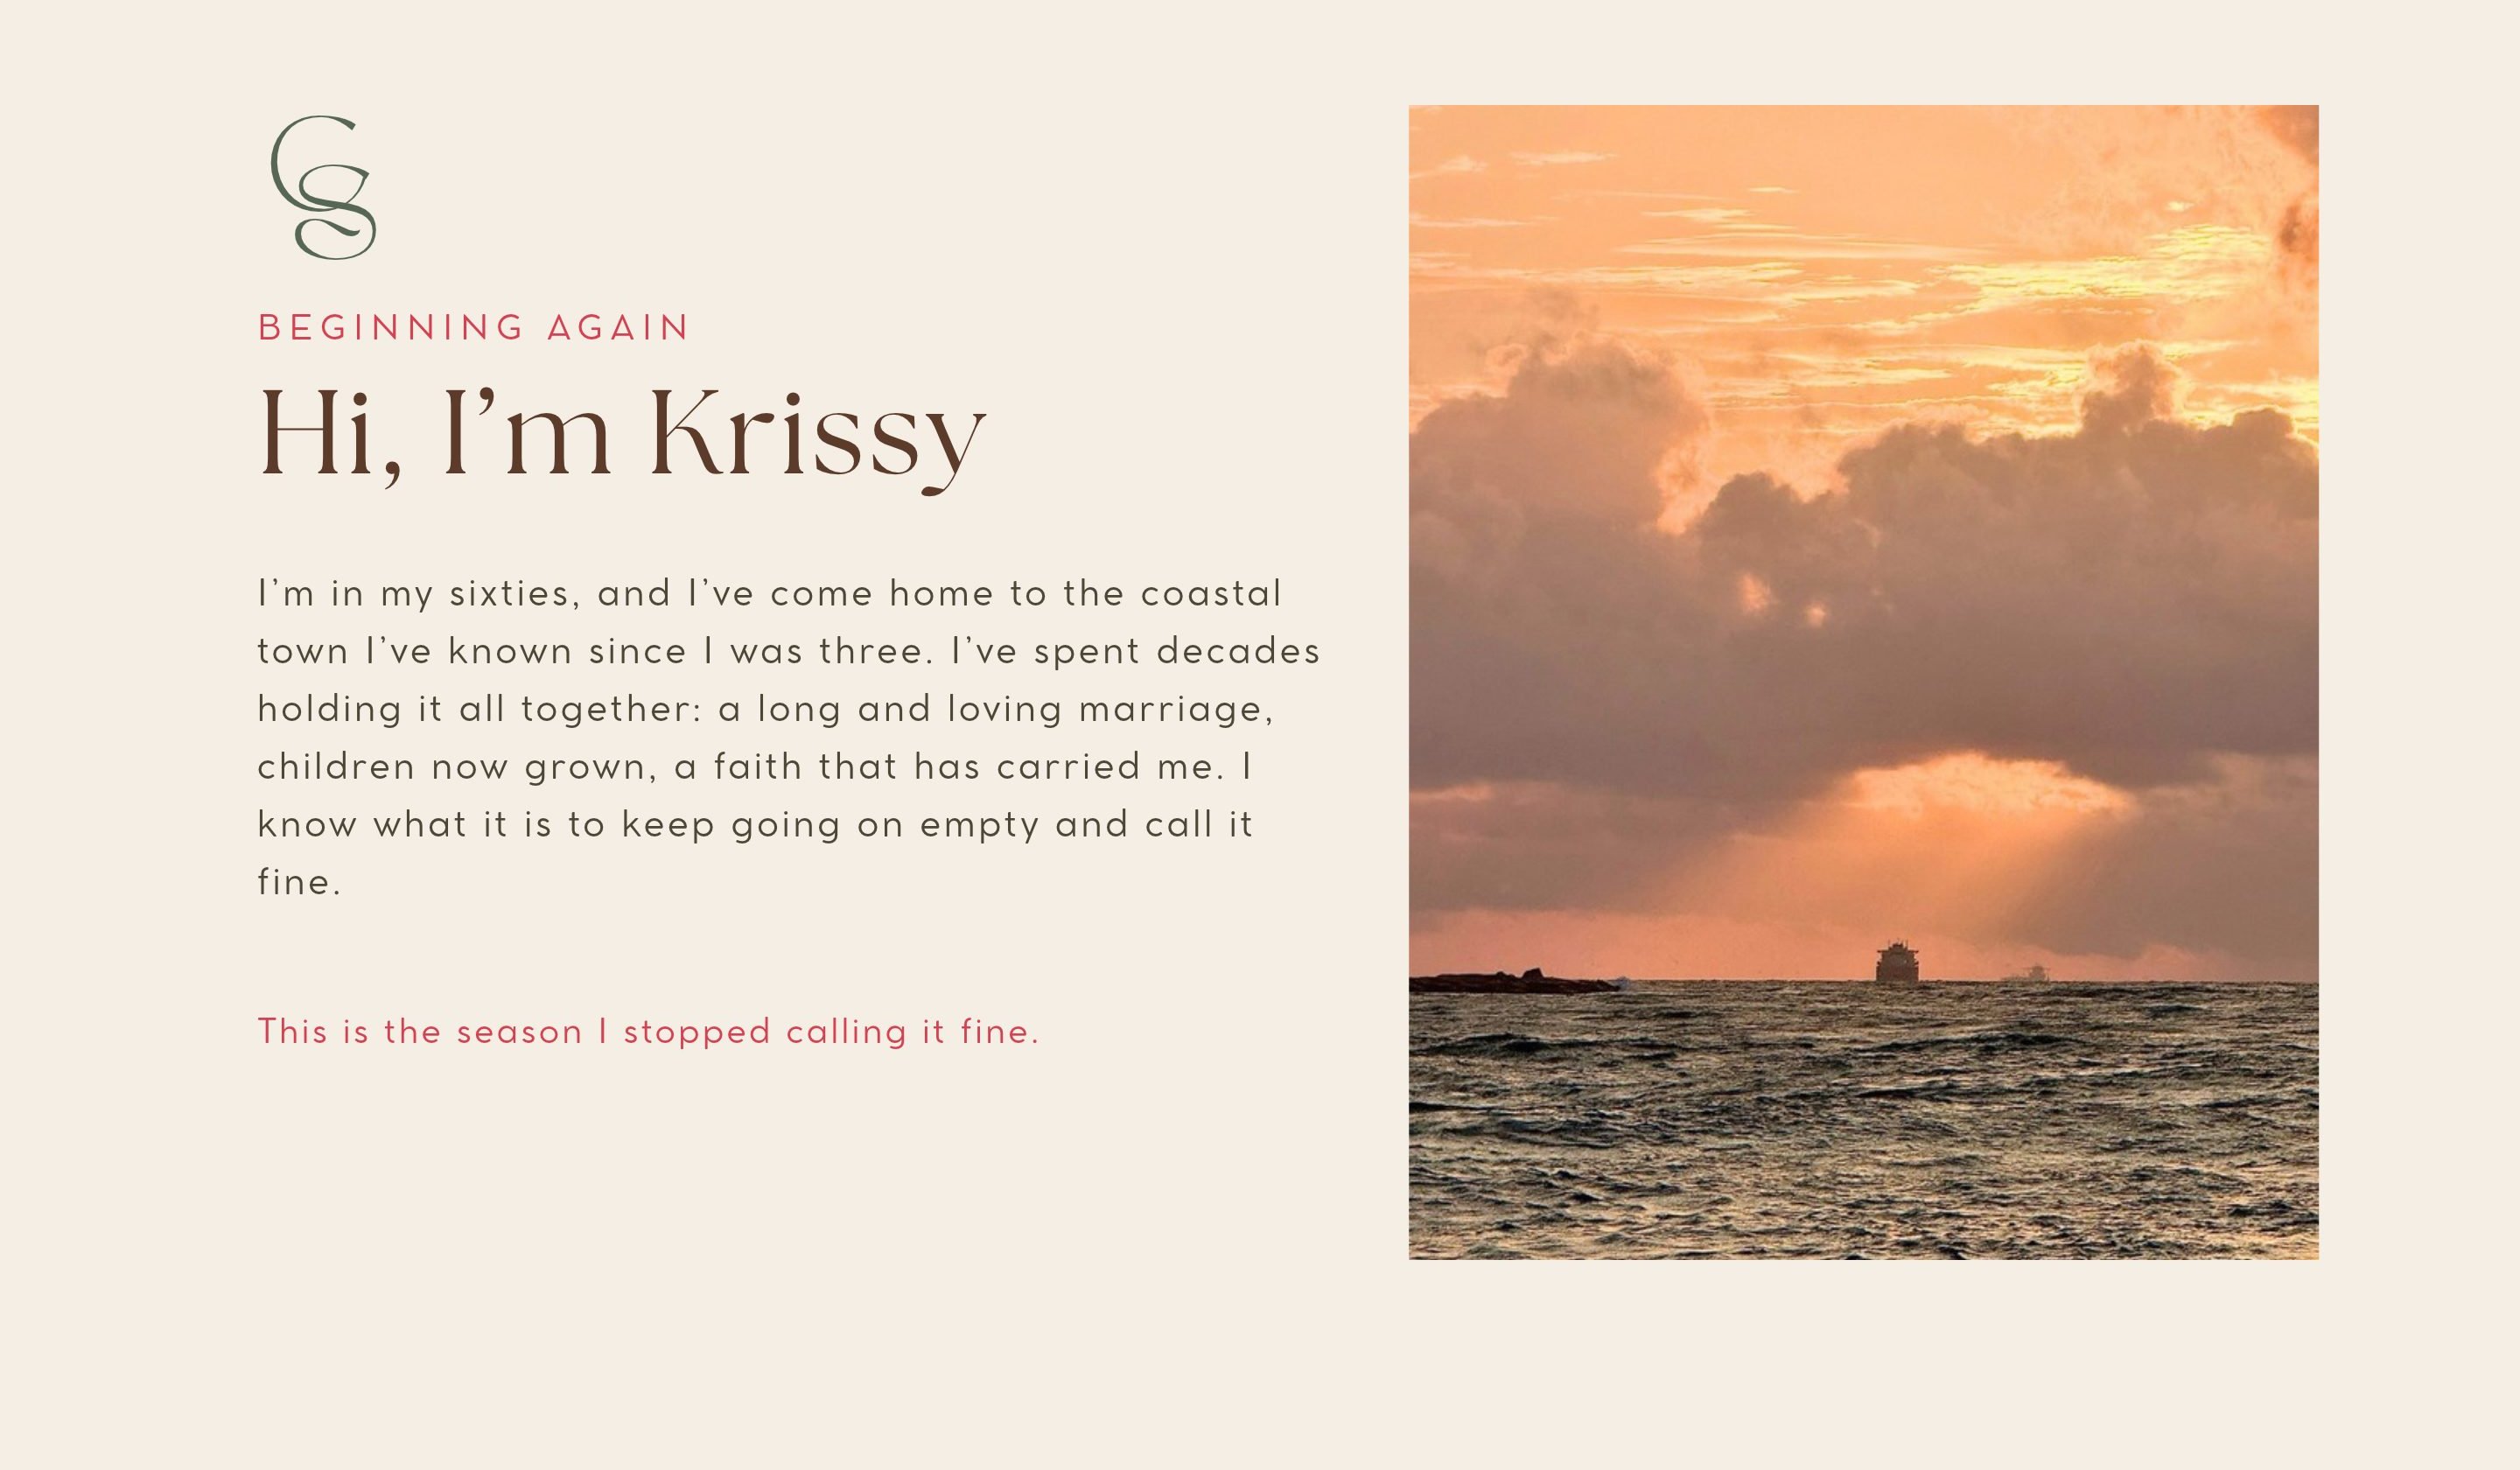 CS
BEGINNING AGAIN
Hi, I’m Krissy
I’m in my sixties, and I’ve come home to the coastal
town I’ve known since I was three. I’ve spent decades
holding it all together: a long and loving marriage,
children now grown, a faith that has carried me. I
know what it is to keep going on empty and call it
fine.
This is the season I stopped calling it fine.